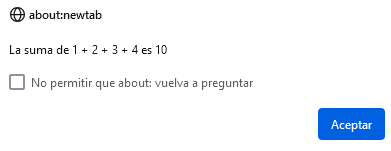 about:newtab
La suma de 1 + 2 + 3 + 4 es 10
No permitir que about: vuelva a preguntar
Aceptar